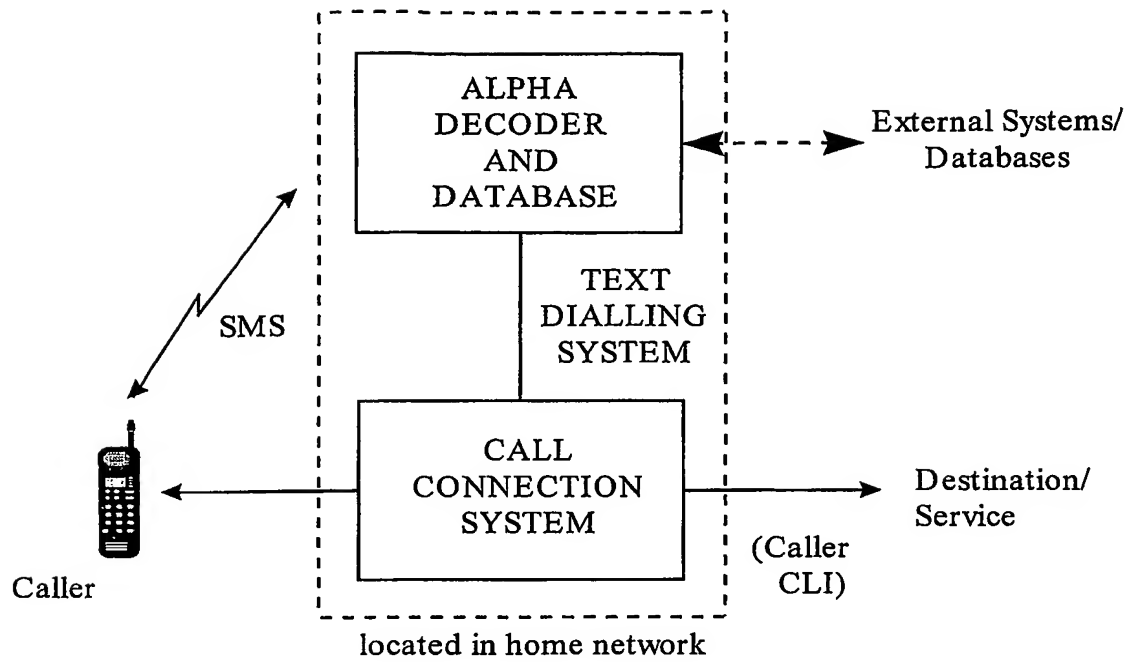 ALPHA
DECODER
AND
DATABASE
External Systems/
Databases
SMS
TEXT
DIALLING
SYSTEM
CALL
CONNECTION
SYSTEM
Destination/
Service
(Caller
CLI)
Caller
located in home network